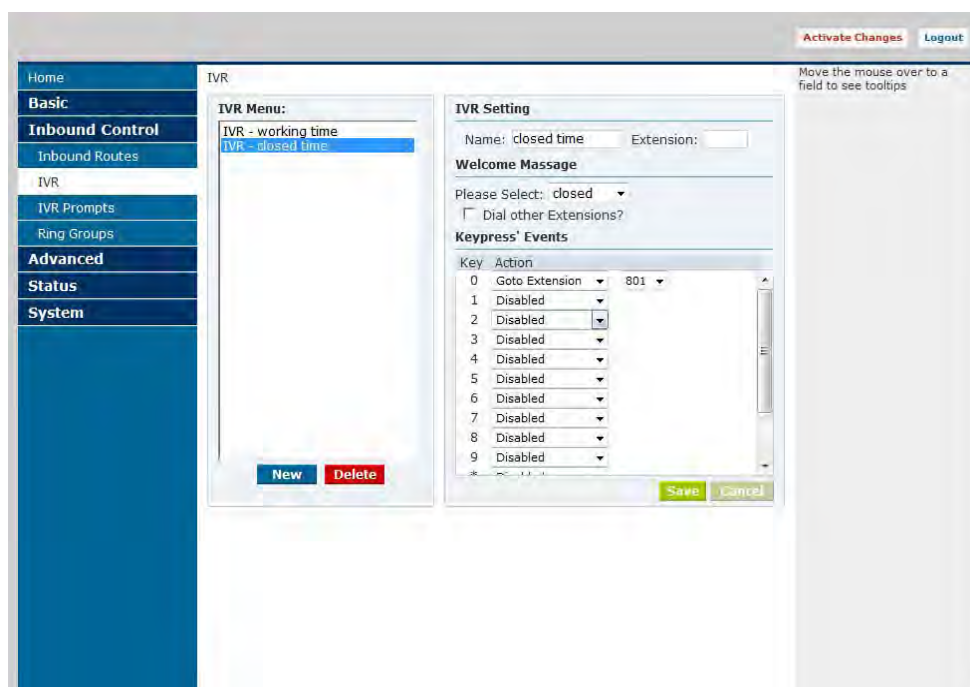 Activate Changes Logout
Home
Basic
Inbound Control
Inbound Routes
IVR
IVR Prompts
Ring Groups
Advanced
Status
System
IVR
IVR Menu:
IVR - working time
IVR - closed time
New Delete
IVR Setting
Name: closed time Extension:
Welcome Massage
Please Select: closed
Dial other Extensions?
Keypress' Events
Key Action
0 Goto Extension 801
1 Disabled
2 Disabled
3 Disabled
4 Disabled
5 Disabled
6 Disabled
7 Disabled
8 Disabled
9 Disabled
*
Save Cancel
Move the mouse over to a
field to see tooltips